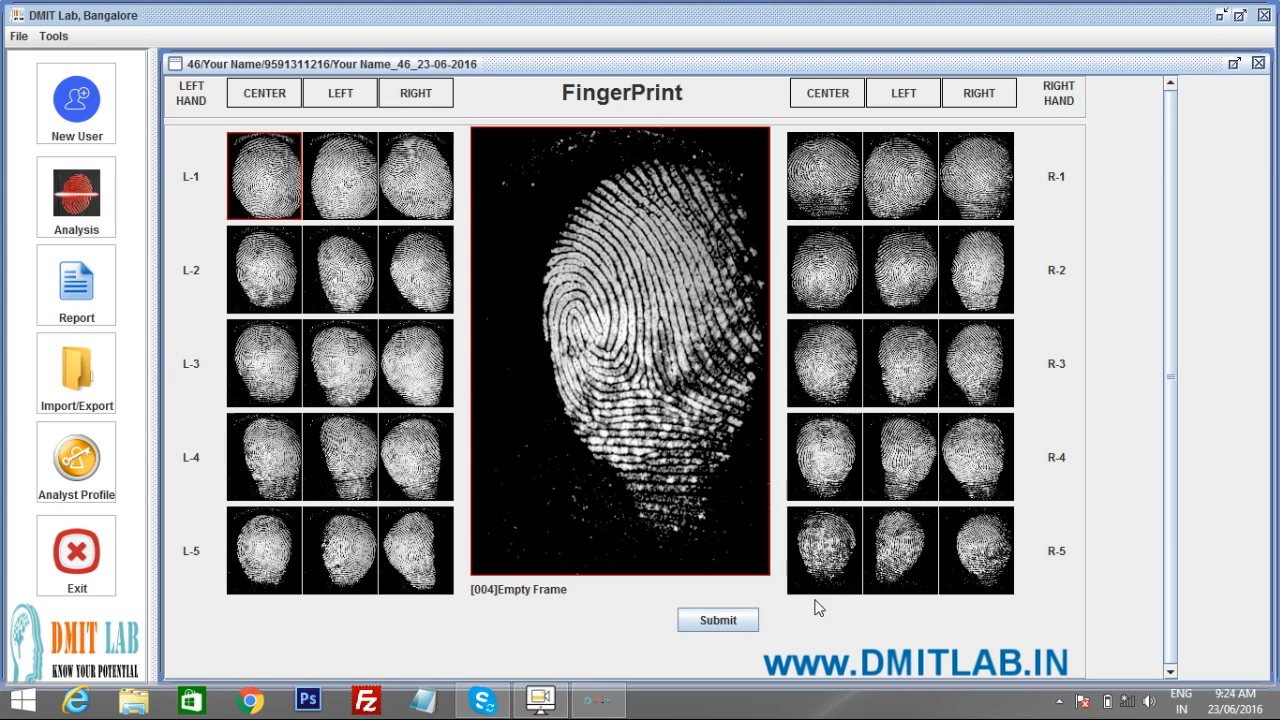 DMIT Lab, Bangalore
File Tools
46/Your Name/9591311216/Your Name_46_23-06-2016
LEFT HAND
CENTER LEFT RIGHT
FingerPrint
CENTER LEFT RIGHT
RIGHT HAND
New User
Analysis
Report
Import/Export
Analyst Profile
Exit
L-1
L-2
L-3
L-4
L-5
R-1
R-2
R-3
R-4
R-5
[004]Empty Frame
Submit
DMIT LAB
KNOW YOUR POTENTIAL
www.DMITLAB.IN
Ps
Fz
ENG
IN
9:24 AM
23/06/2016